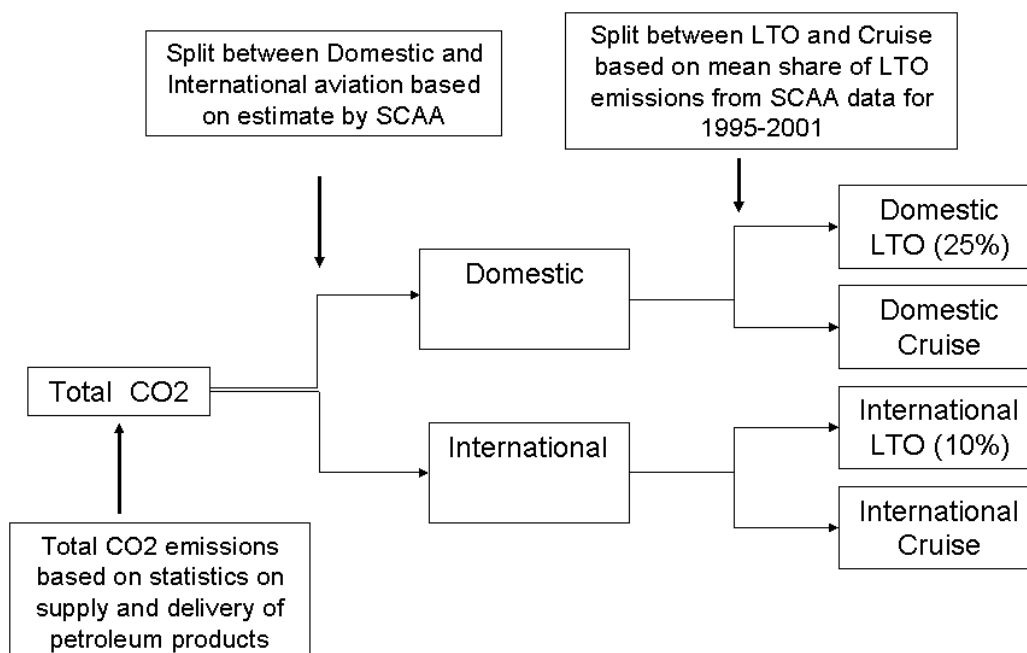 Split between Domestic and
International aviation based
on estimate by SCAA
Split between LTO and Cruise
based on mean share of LTO
emissions from SCAA data for
1995-2001
Domestic
LTO (25%)
Domestic
Domestic
Cruise
Total CO2
International
LTO (10%)
International
International
Cruise
Total CO2 emissions
based on statistics on
supply and delivery of
petroleum products